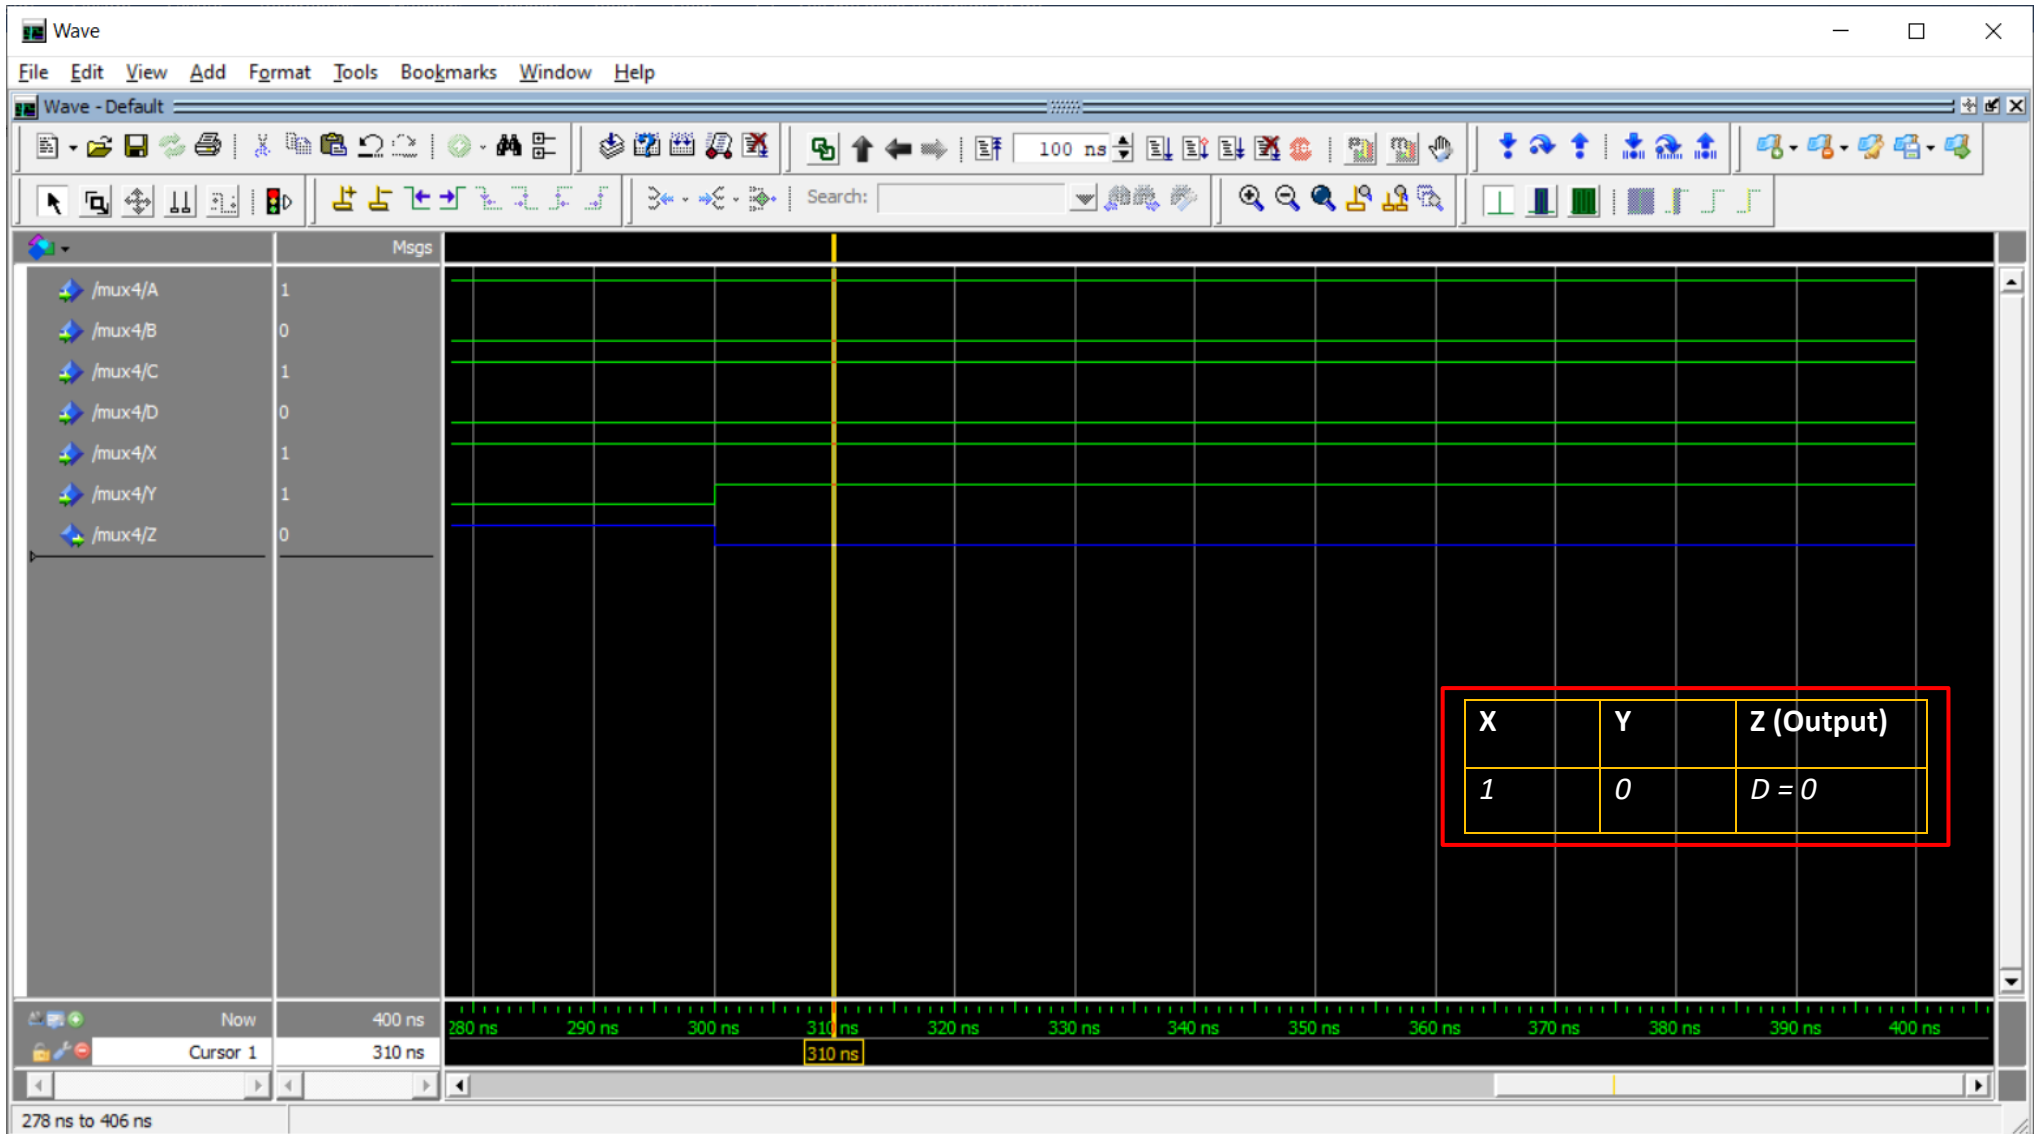 Wave
File Edit View Add Format Tools Bookmarks Window Help
Wave - Default
100 ns
Search:
Msgs
/mux4/A 1
/mux4/B 0
/mux4/C 1
/mux4/D 0
/mux4/X 1
/mux4/Y 1
/mux4/Z 0
X Y Z (Output)
1 0 D = 0
Now 400 ns
280 ns 290 ns 300 ns 310 ns 320 ns 330 ns 340 ns 350 ns 360 ns 370 ns 380 ns 390 ns 400 ns
Cursor 1 310 ns
310 ns
278 ns to 406 ns